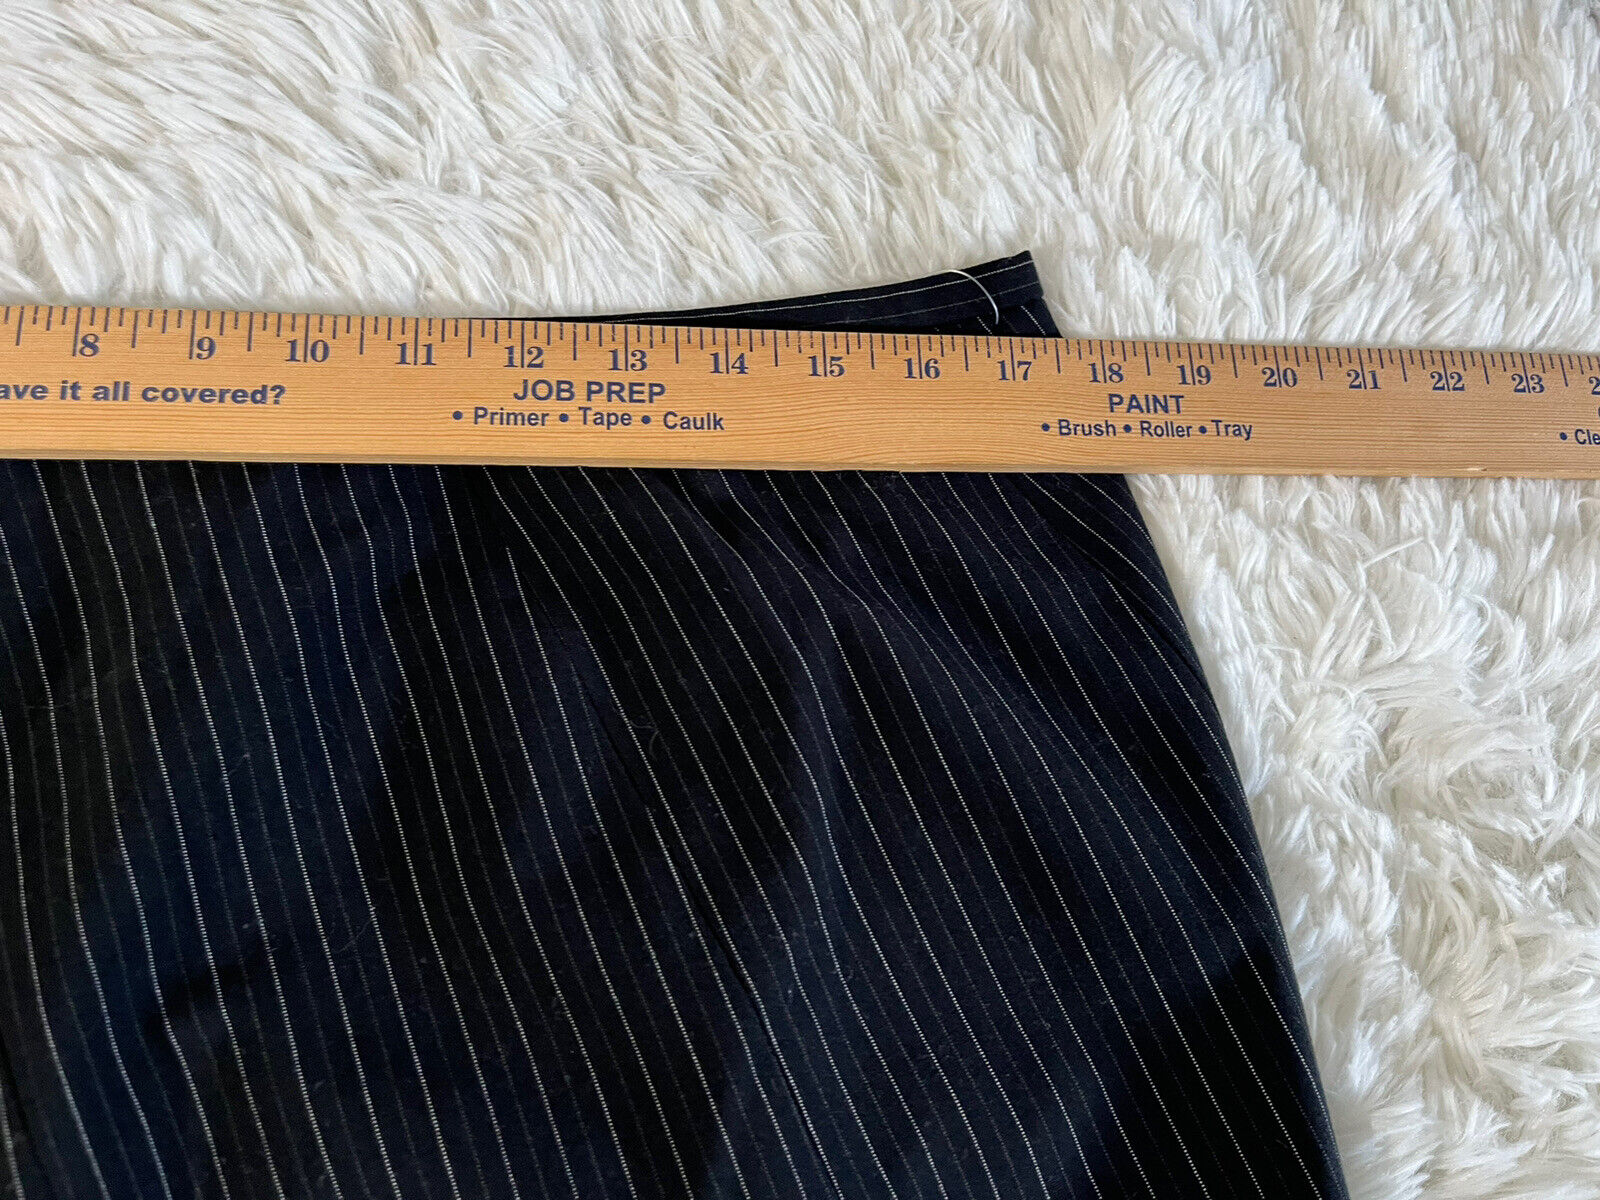 8 9 10 11 12 13 14 15 16 17 18 19 20 21 22 23
ave it all covered?
JOB PREP
• Primer • Tape • Caulk
PAINT
• Brush • Roller • Tray
• Cle